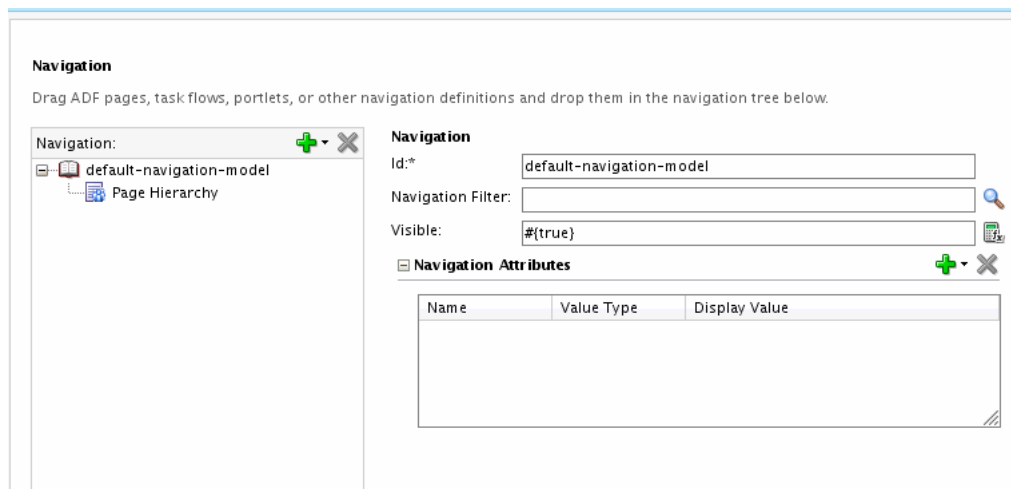 Navigation
Drag ADF pages, task flows, portlets, or other navigation definitions and drop them in the navigation tree below.
Navigation:
default-navigation-model
Page Hierarchy
Navigation
Id:* default-navigation-model
Navigation Filter:
Visible: #{true}
Navigation Attributes
Name Value Type Display Value